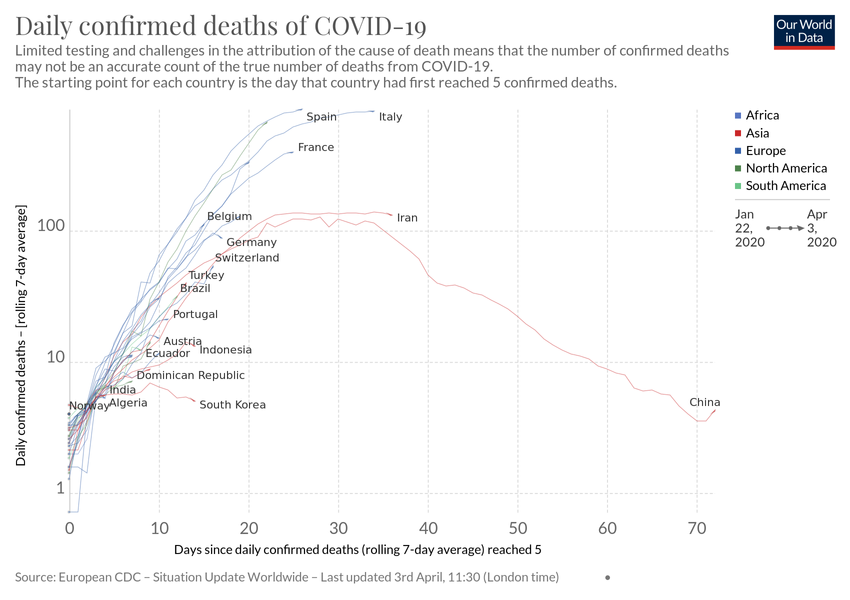 Daily confirmed deaths of COVID-19
Our World
in Data
Limited testing and challenges in the attribution of the cause of death means that the number of confirmed deaths
may not be an accurate count of the true number of deaths from COVID-19.
The starting point for each country is the day that country had first reached 5 confirmed deaths.
Spain
Italy
France
Belgium
Iran
Germany
Switzerland
Turkey
Brazil
Portugal
Austria
Indonesia
Ecuador
Dominican Republic
India
Algeria
Norway
South Korea
China
Africa
Asia
Europe
North America
South America
Jan
22,
2020
Apr
3,
2020
Daily confirmed deaths – [rolling 7-day average]
100
10
1
0 10 20 30 40 50 60 70
Days since daily confirmed deaths (rolling 7-day average) reached 5
Source: European CDC – Situation Update Worldwide – Last updated 3rd April, 11:30 (London time)